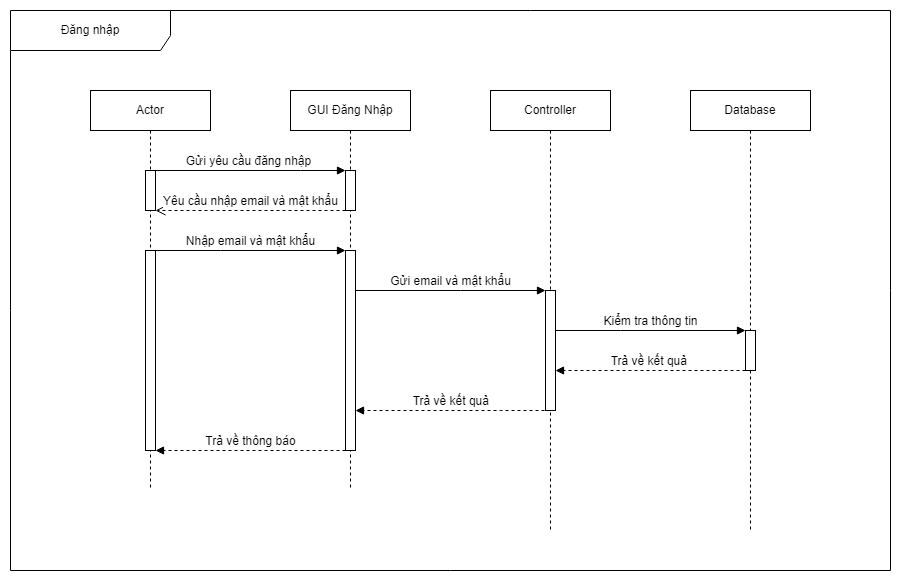 Đăng nhập
Actor
GUI Đăng Nhập
Controller
Database
Gửi yêu cầu đăng nhập
Yêu cầu nhập email và mật khẩu
Nhập email và mật khẩu
Gửi email và mật khẩu
Kiểm tra thông tin
Trả về kết quả
Trả về kết quả
Trả về thông báo